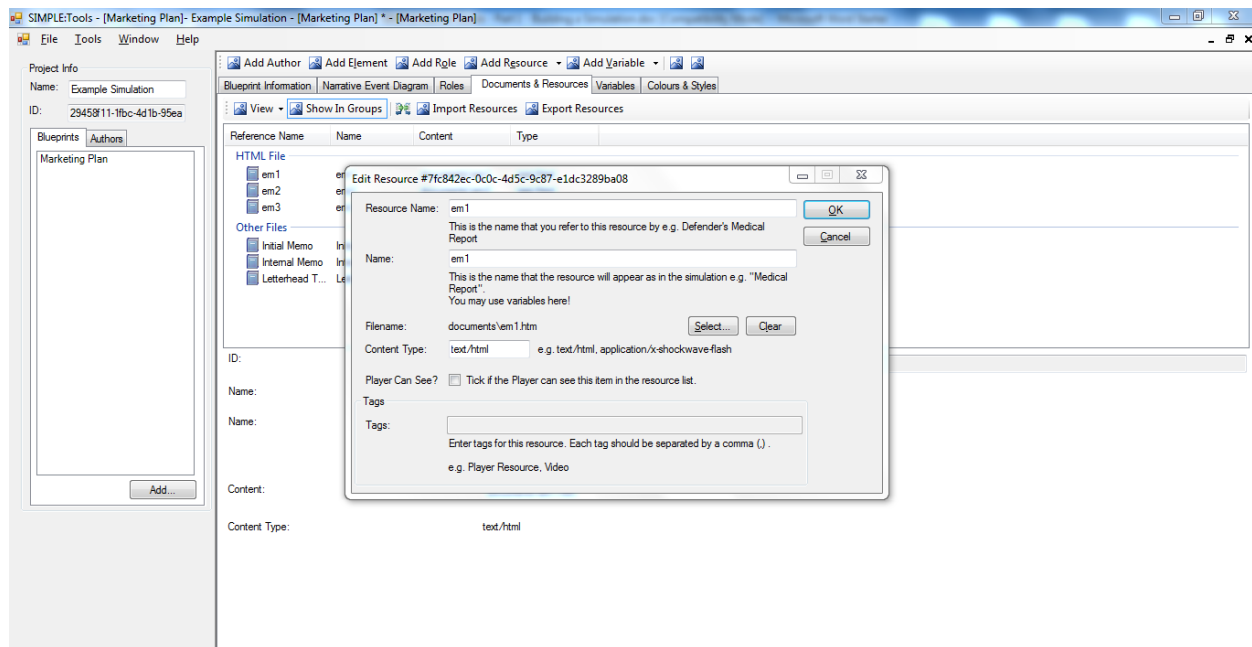 SIMPLE:Tools - [Marketing Plan]- Example Simulation - [Marketing Plan] * - [Marketing Plan]
File Tools Window Help
Project Info
Name: Example Simulation
ID: 29458f11-1fbc-4d1b-95ea
Blueprints Authors
Marketing Plan
Add...
Add Author Add Element Add Role Add Resource Add Variable
Blueprint Information Narrative Event Diagram Roles Documents & Resources Variables Colours & Styles
View Show In Groups Import Resources Export Resources
Reference Name Name Content Type
HTML File
em1
em2
em3
Other Files
Initial Memo
Internal Memo
Letterhead T...
ID:
Name:
Name:
Content:
Content Type: text/html
Edit Resource #7fc842ec-0c0c-4d5c-9c87-e1dc3289ba08
Resource Name: em1
This is the name that you refer to this resource by e.g. Defender's Medical
Report
OK
Cancel
Name: em1
This is the name that the resource will appear as in the simulation e.g. "Medical
Report".
You may use variables here!
Filename: documents\em1.htm Select... Clear
Content Type: text/html e.g. text/html, application/x-shockwave-flash
Player Can See? Tick if the Player can see this item in the resource list.
Tags
Tags:
Enter tags for this resource. Each tag should be separated by a comma (,) .
e.g. Player Resource, Video